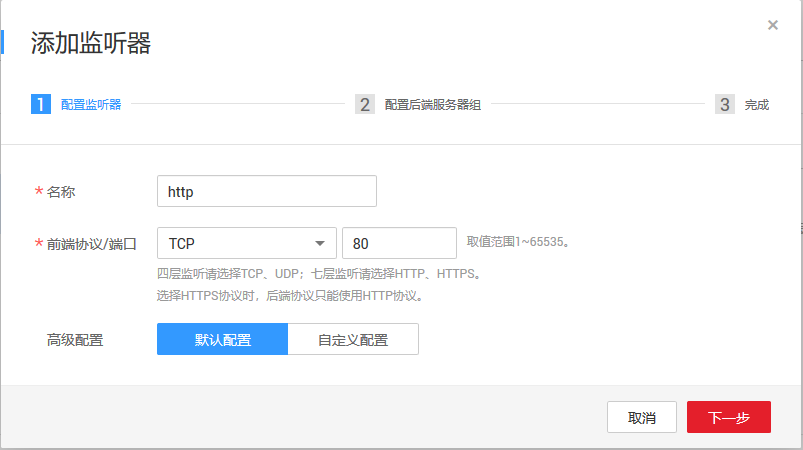 添加监听器
1 配置监听器 2 配置后端服务器组 3 完成
* 名称 http
* 前端协议/端口 TCP 80 取值范围1~65535。
四层监听请选择TCP、UDP；七层监听请选择HTTP、HTTPS。
选择HTTPS协议时，后端协议只能使用HTTP协议。
高级配置 默认配置 自定义配置
取消 下一步